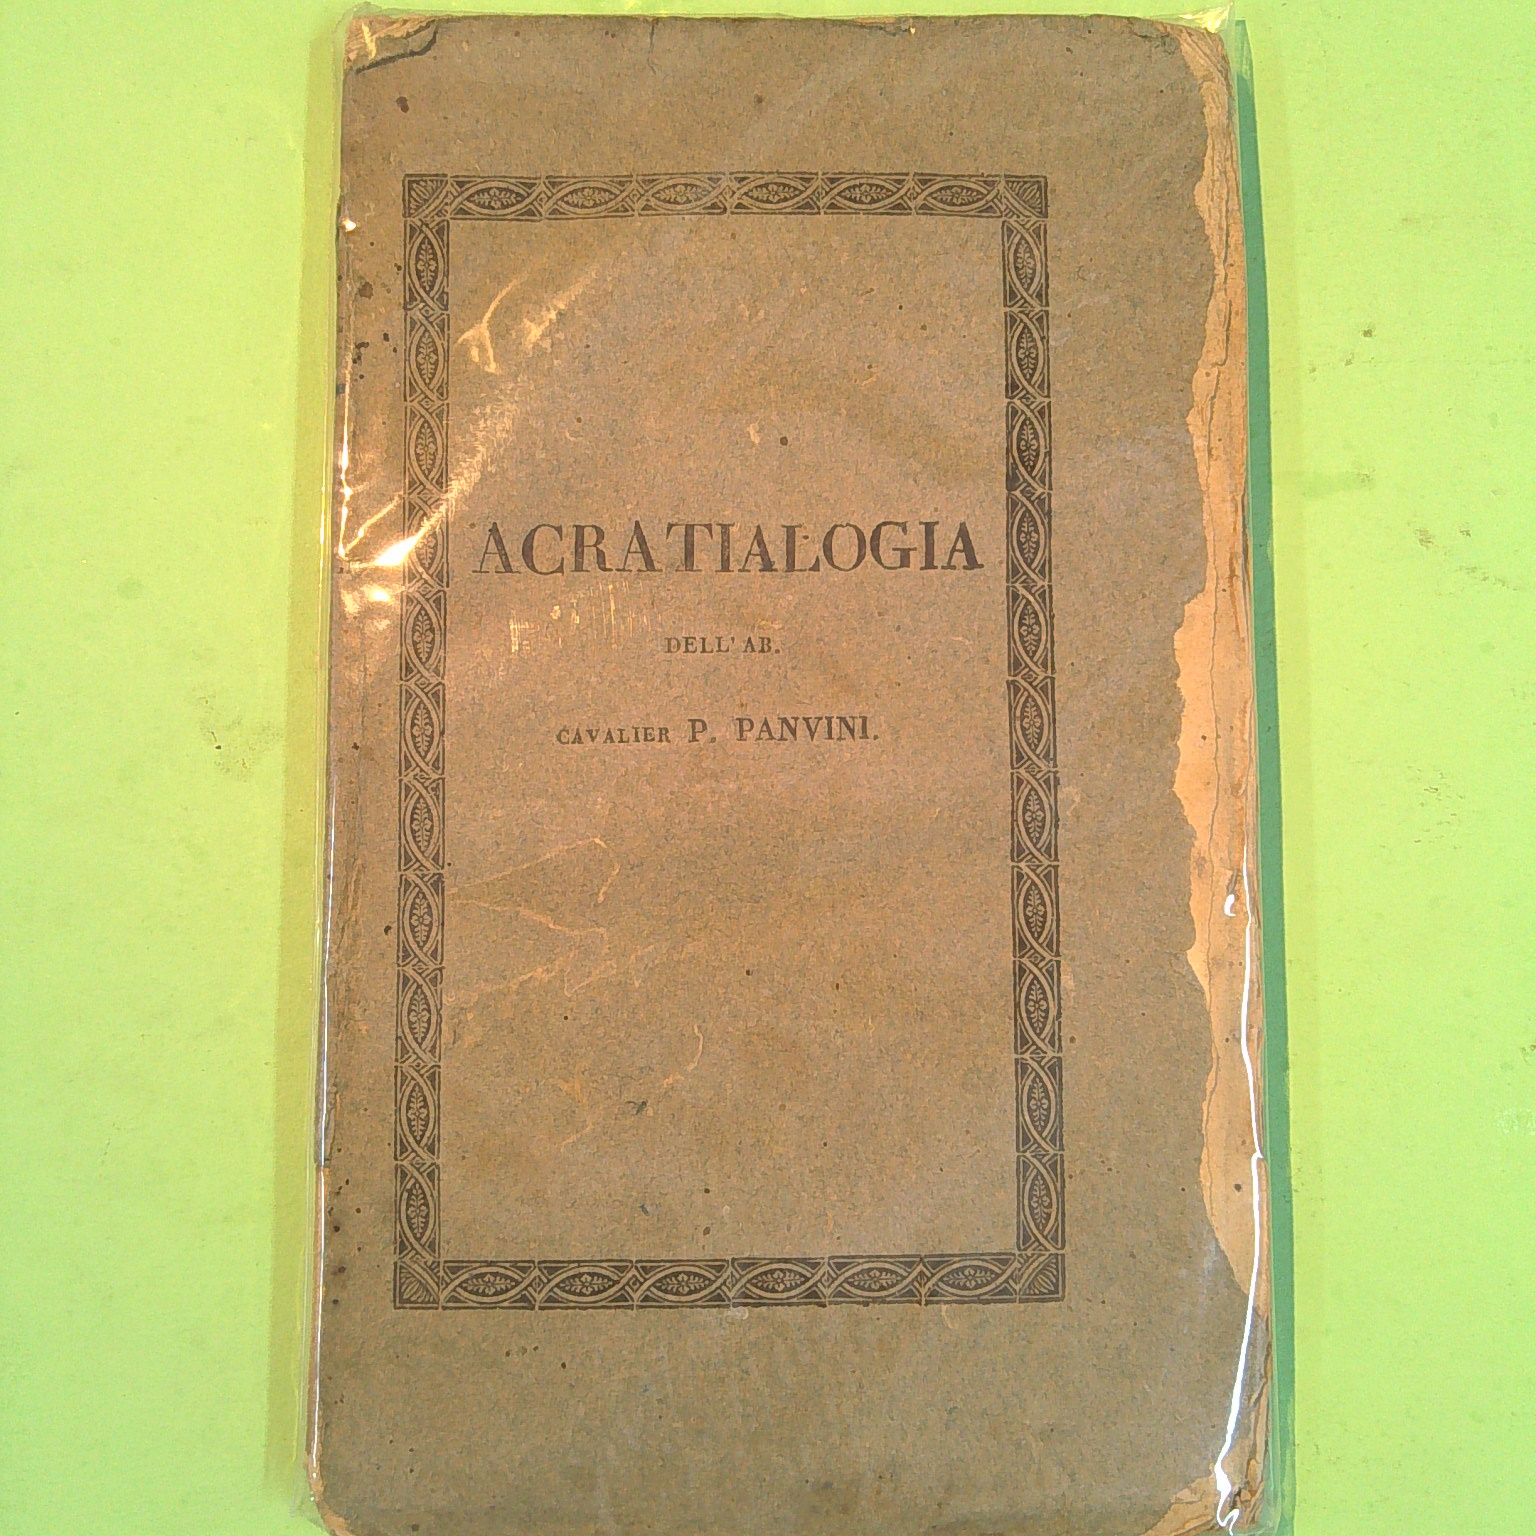 ACRATIALOGIA
DELL' AB.
CAVALIER P. PANVINI.